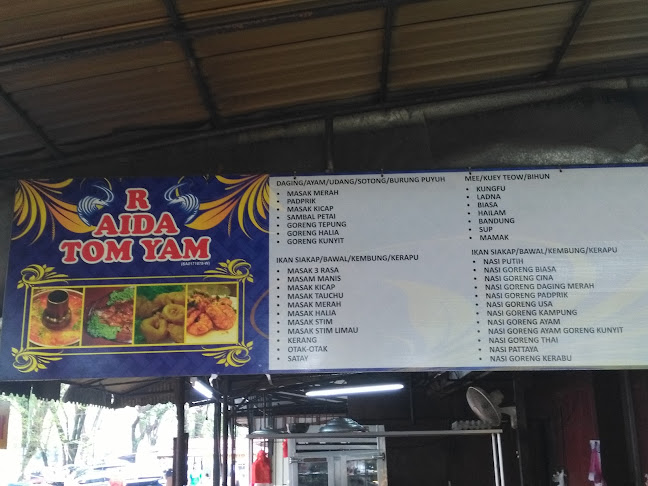 R
AIDA
TOM YAM
DAGING/AYAM/UDANG/SOTONG/BURUNG PUYUH
• MASAK MERAH
• PADPRIK
• MASAK KICAP
• SAMBAL PETAI
• GORENG TEPUNG
• GORENG HALIA
• GORENG KUNYIT
IKAN SIAKAP/BAWAL/KEMBUNG/KERAPU
• MASAK 3 RASA
• MASAM MANIS
• MASAK KICAP
• MASAK TAUCHU
• MASAK MERAH
• MASAK HALIA
• MASAK STIM
• MASAK STIM LIMAU
• KERANG
• OTAK-OTAK
• SATAY
MEE/KUEY TEOW/BIHUN
• KUNGFU
• LADNA
• BIASA
• HAILAM
• BANDUNG
• SUP
• MAMAK
IKAN SIAKAP/BAWAL/KEMBUNG/KERAPU
• NASI PUTIH
• NASI GORENG BIASA
• NASI GORENG CINA
• NASI GORENG DAGING MERAH
• NASI GORENG PADPRIK
• NASI GORENG USA
• NASI GORENG KAMPUNG
• NASI GORENG AYAM
• NASI GORENG AYAM GORENG KUNYIT
• NASI GORENG THAI
• NASI PATTAYA
• NASI GORENG KERABU